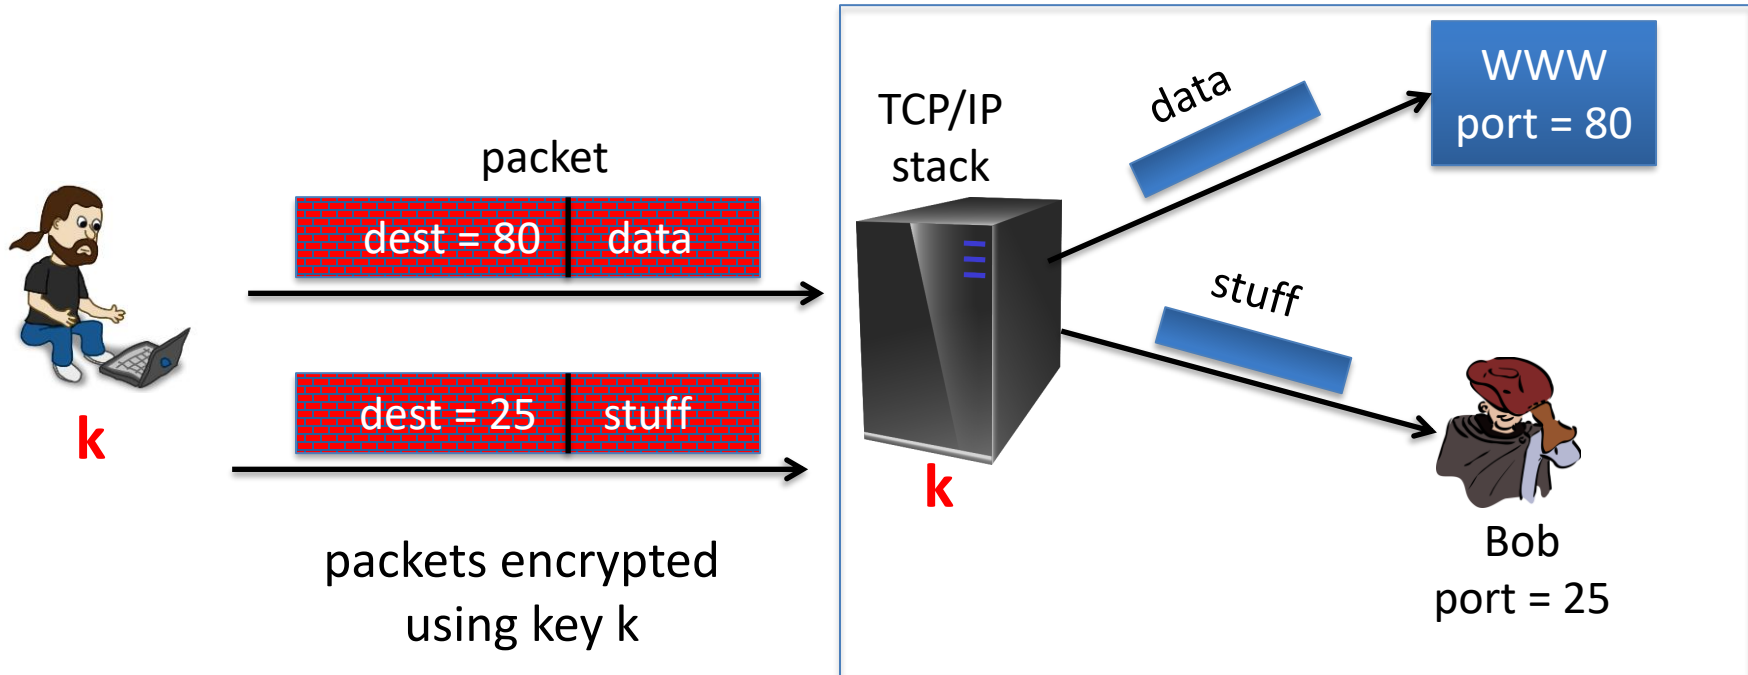 packet
dest = 80 data
k
dest = 25 stuff
packets encrypted
using key k
TCP/IP
stack
k
data
WWW
port = 80
stuff
Bob
port = 25